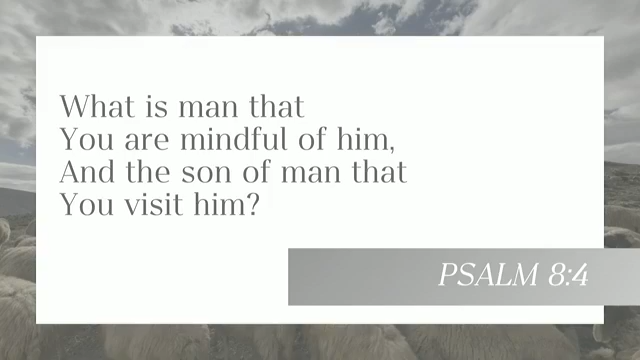 What is man that
You are mindful of him,
And the son of man that
You visit him?
PSALM 8:4